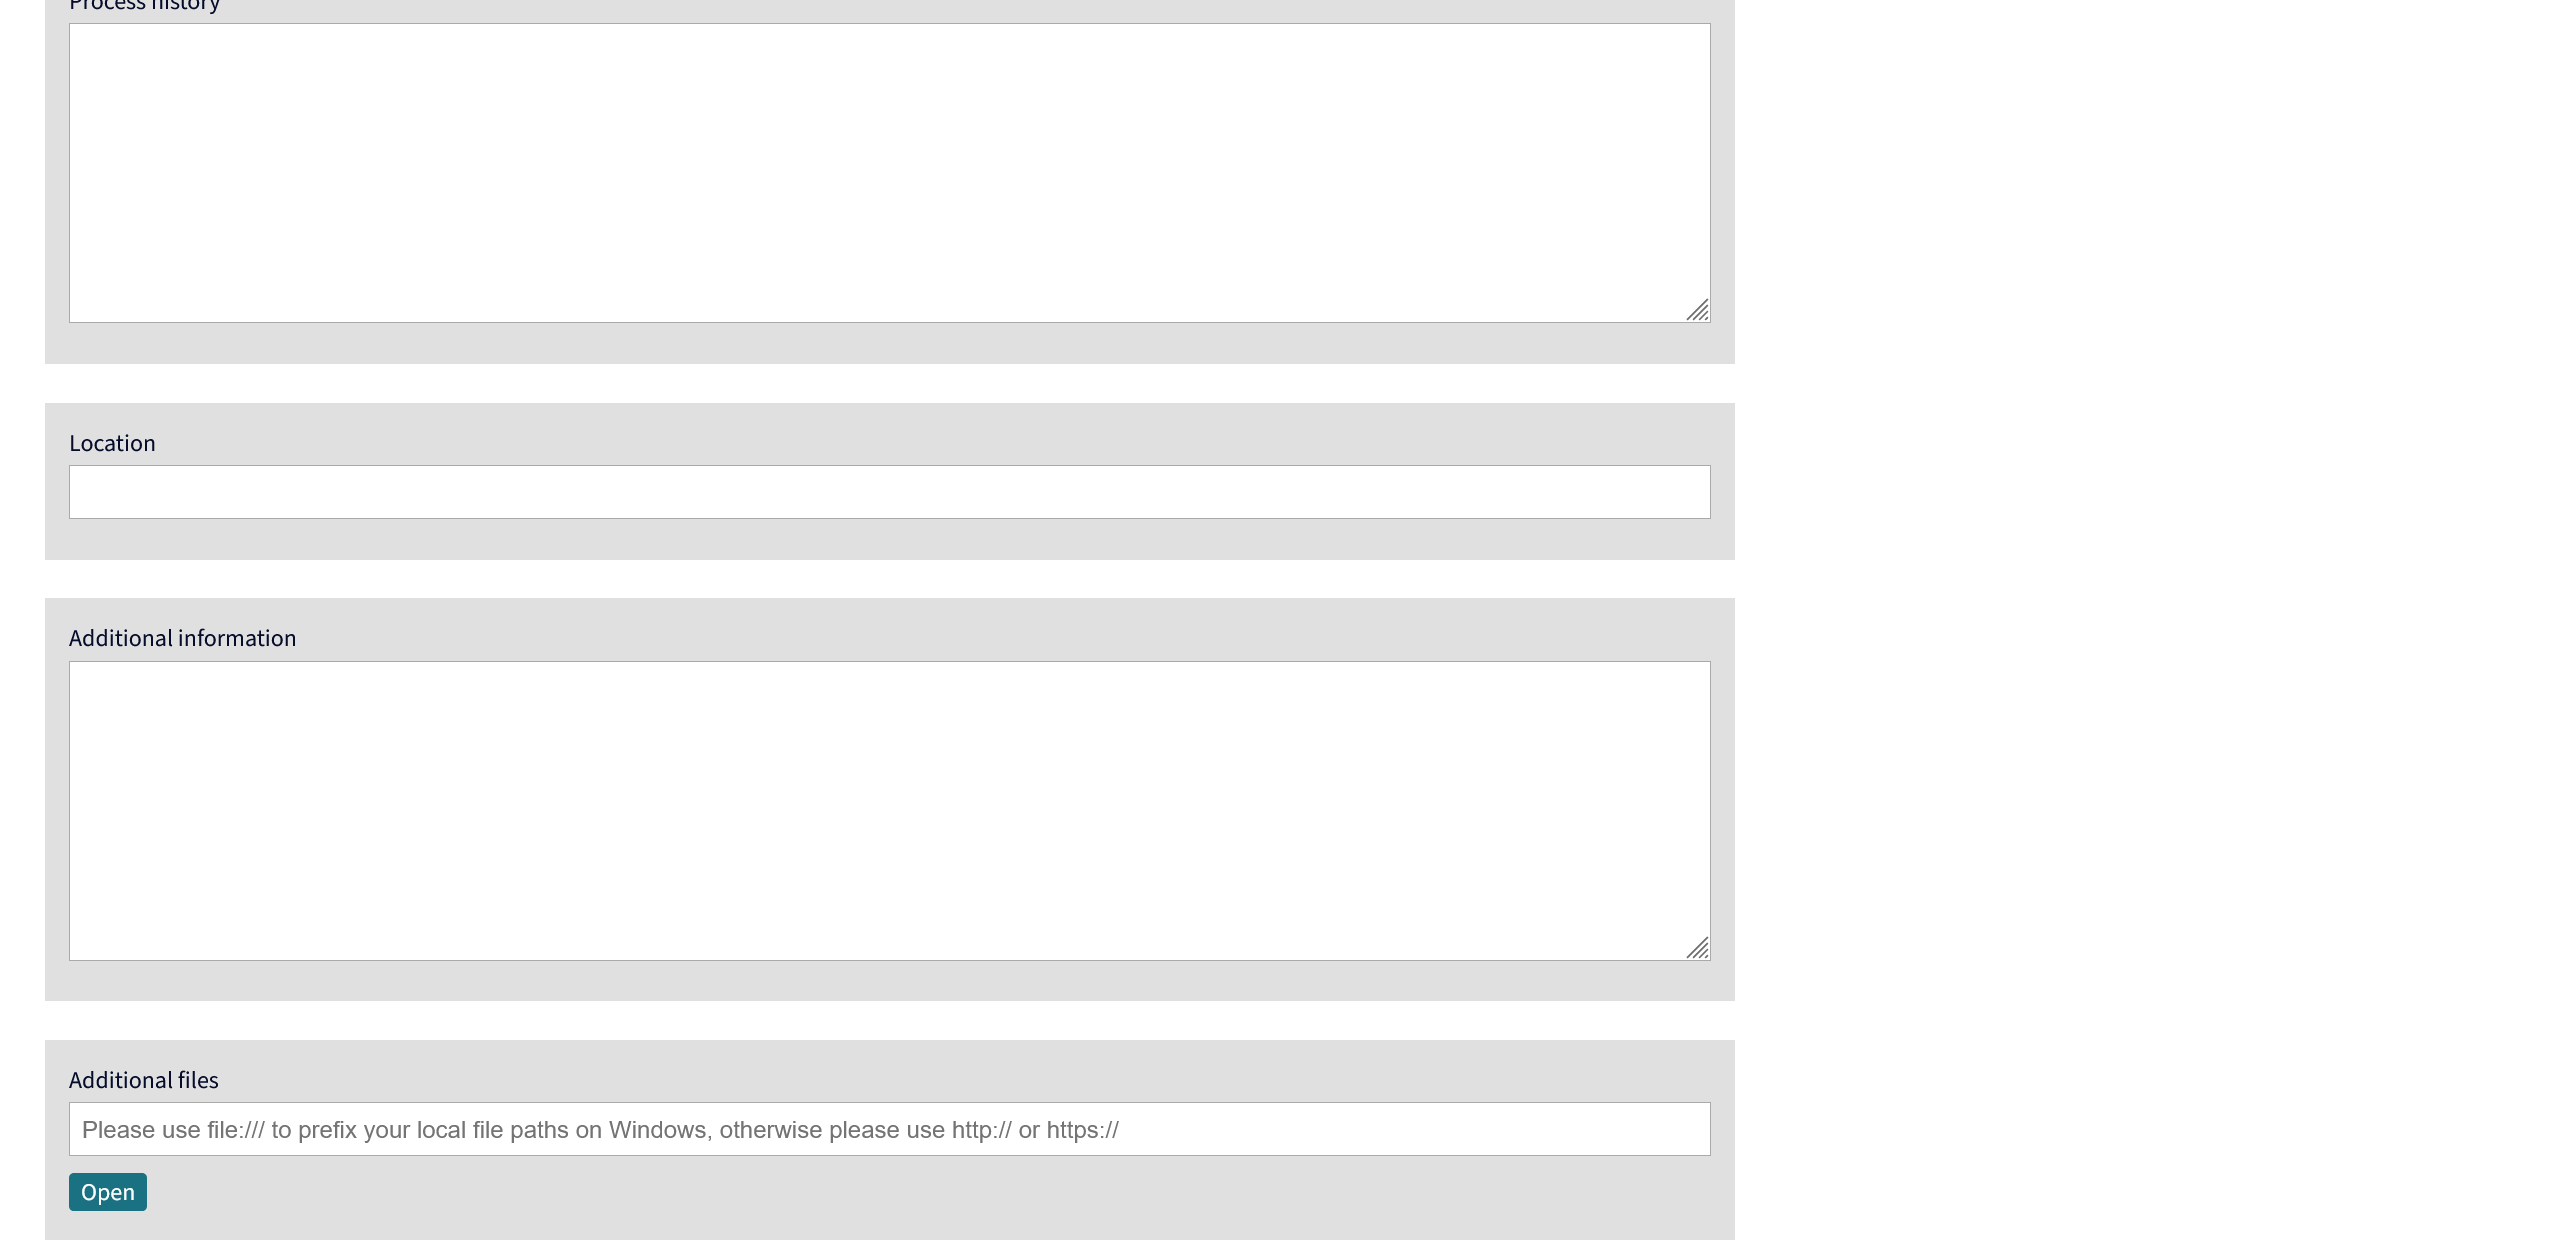 Process history
Location
Additional information
Additional files
Please use file:/// to prefix your local file paths on Windows, otherwise please use http:// or https://
Open